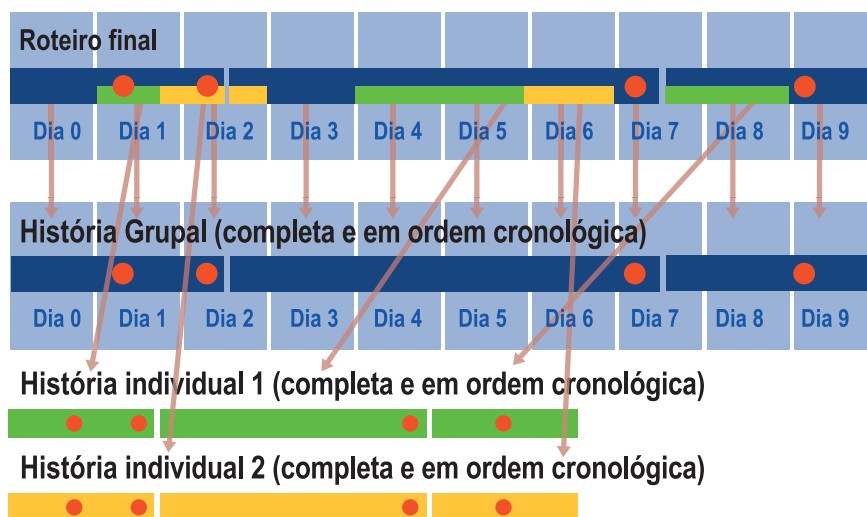 Roteiro final
Dia 0 Dia 1 Dia 2 Dia 3 Dia 4 Dia 5 Dia 6 Dia 7 Dia 8 Dia 9
História Grupal (completa e em ordem cronológica)
Dia 0 Dia 1 Dia 2 Dia 3 Dia 4 Dia 5 Dia 6 Dia 7 Dia 8 Dia 9
História individual 1 (completa e em ordem cronológica)
História individual 2 (completa e em ordem cronológica)